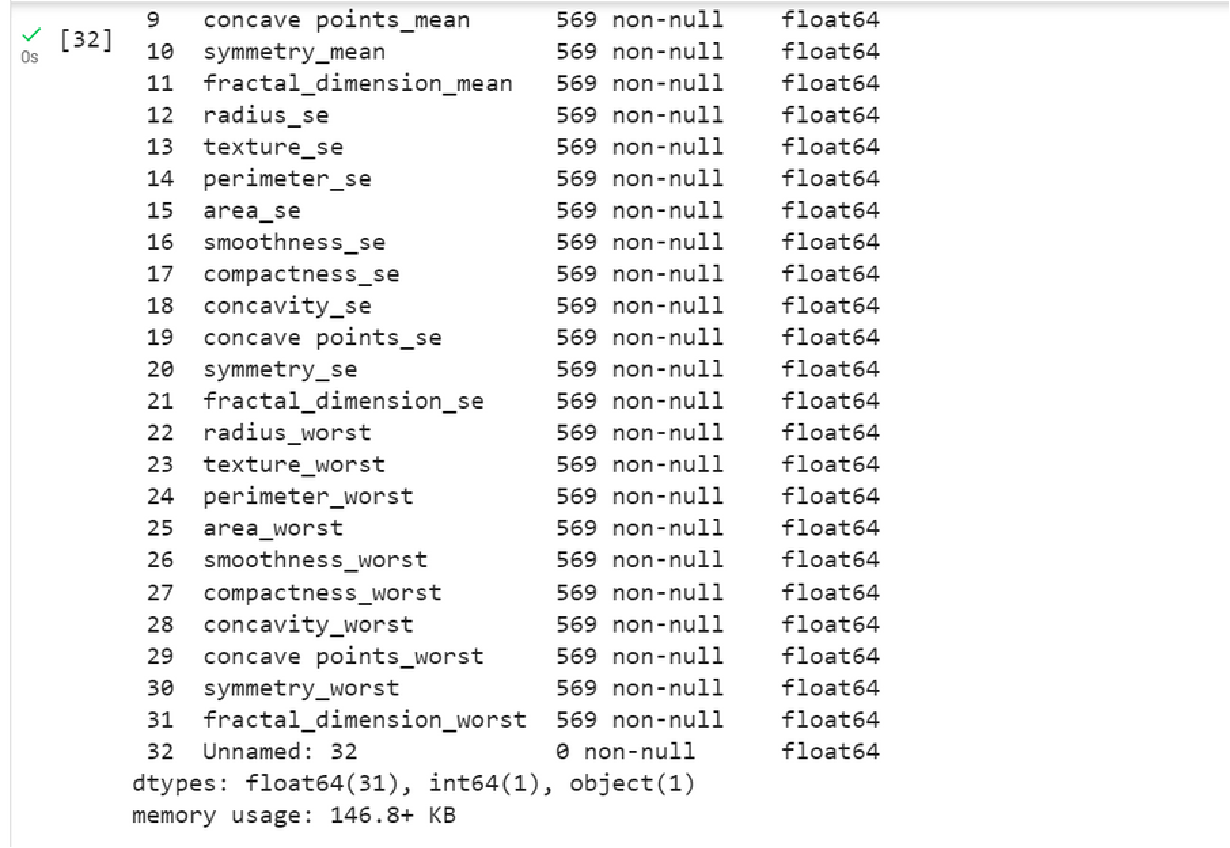 9 concave points_mean 569 non-null float64
[32]
0s
10 symmetry_mean 569 non-null float64
11 fractal_dimension_mean 569 non-null float64
12 radius_se 569 non-null float64
13 texture_se 569 non-null float64
14 perimeter_se 569 non-null float64
15 area_se 569 non-null float64
16 smoothness_se 569 non-null float64
17 compactness_se 569 non-null float64
18 concavity_se 569 non-null float64
19 concave points_se 569 non-null float64
20 symmetry_se 569 non-null float64
21 fractal_dimension_se 569 non-null float64
22 radius_worst 569 non-null float64
23 texture_worst 569 non-null float64
24 perimeter_worst 569 non-null float64
25 area_worst 569 non-null float64
26 smoothness_worst 569 non-null float64
27 compactness_worst 569 non-null float64
28 concavity_worst 569 non-null float64
29 concave points_worst 569 non-null float64
30 symmetry_worst 569 non-null float64
31 fractal_dimension_worst 569 non-null float64
32 Unnamed: 32 0 non-null float64
dtypes: float64(31), int64(1), object(1)
memory usage: 146.8+ KB